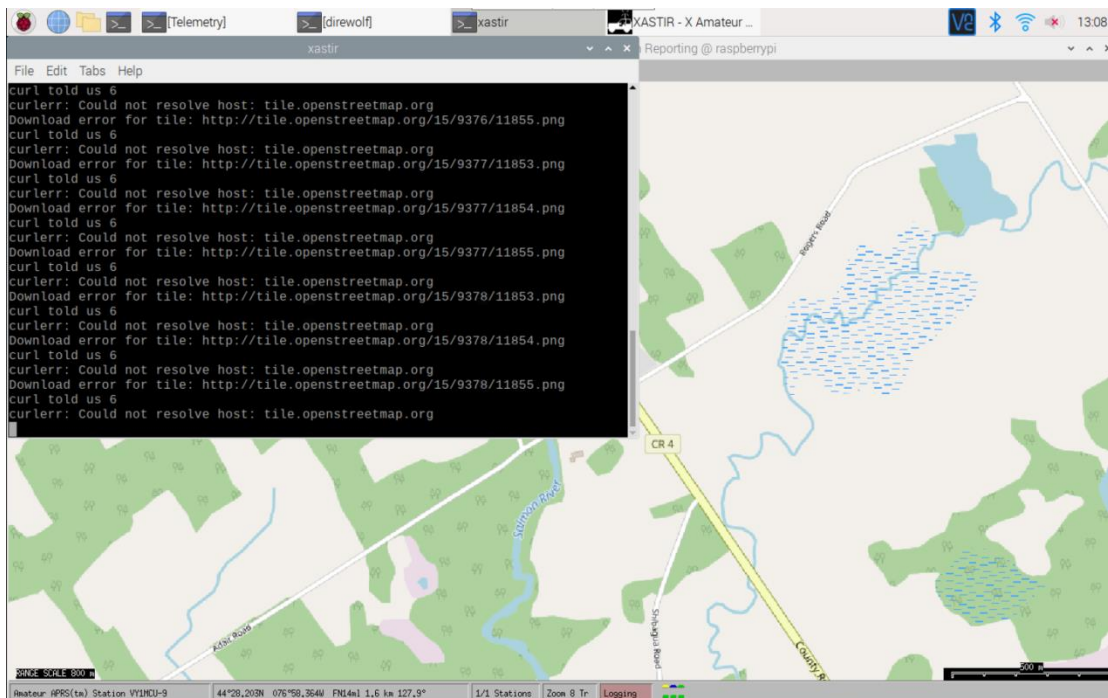 [Telemetry]
[direwolf]
xastir
XASTIR - X Amateur ...
13:08
xastir
Reporting @ raspberrypi
File Edit Tabs Help
curl told us 6
curlerr: Could not resolve host: tile.openstreetmap.org
Download error for tile: http://tile.openstreetmap.org/15/9376/11855.png
curl told us 6
curlerr: Could not resolve host: tile.openstreetmap.org
Download error for tile: http://tile.openstreetmap.org/15/9377/11853.png
curl told us 6
curlerr: Could not resolve host: tile.openstreetmap.org
Download error for tile: http://tile.openstreetmap.org/15/9377/11854.png
curl told us 6
curlerr: Could not resolve host: tile.openstreetmap.org
Download error for tile: http://tile.openstreetmap.org/15/9377/11855.png
curl told us 6
curlerr: Could not resolve host: tile.openstreetmap.org
Download error for tile: http://tile.openstreetmap.org/15/9378/11853.png
curl told us 6
curlerr: Could not resolve host: tile.openstreetmap.org
Download error for tile: http://tile.openstreetmap.org/15/9378/11854.png
curl told us 6
curlerr: Could not resolve host: tile.openstreetmap.org
Download error for tile: http://tile.openstreetmap.org/15/9378/11855.png
curl told us 6
curlerr: Could not resolve host: tile.openstreetmap.org
Rogers Road
CR 4
Salmon River
Adair Road
Shibagua Road
County R
RANGE SCALE 800 m
500 m
Amateur APRS(tm) Station VY1MCU-9
44°28.203N 076°58.364W FN14ml 1.6 km 127.9°
1/1 Stations
Zoom 8 Tr
Logging